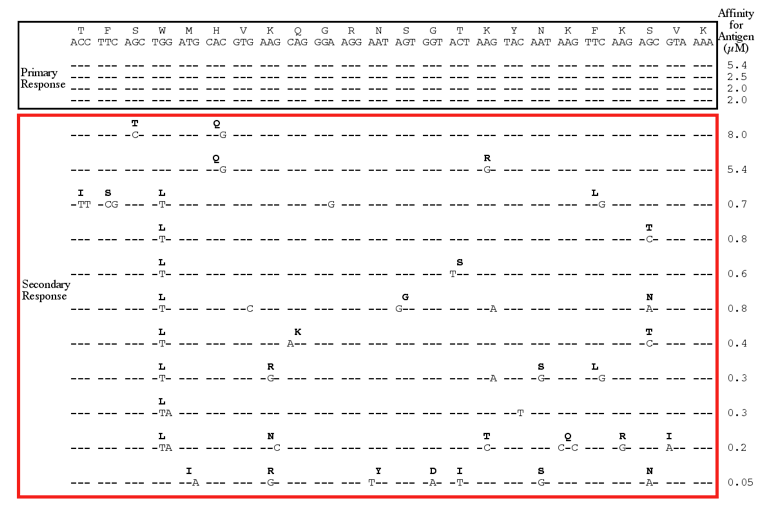 Affinity
for
Antigen
(μM)
T F S W M H V K Q G R N S G T K Y N K F K S V K
ACC TTC AGC TGG ATG CAC GTG AAG CAG GGA AGG AAT AGT GGT ACT AAG TAC AAT AAG TTC AAG AGC GTA AAA
Primary
Response
--- --- --- --- --- --- --- --- --- --- --- --- --- --- --- --- --- --- --- --- --- --- --- --- 5.4
--- --- --- --- --- --- --- --- --- --- --- --- --- --- --- --- --- --- --- --- --- --- --- --- 2.5
--- --- --- --- --- --- --- --- --- --- --- --- --- --- --- --- --- --- --- --- --- --- --- --- 2.0
--- --- --- --- --- --- --- --- --- --- --- --- --- --- --- --- --- --- --- --- --- --- --- --- 2.0
Secondary
Response
T Q
--- --- -C- --- --- --G --- --- --- --- --- --- --- --- --- --- --- --- --- --- --- --- --- --- 8.0
Q R
--- --- --- --- --- --G --- --- --- --- --- --- --- --- --- -G- --- --- --- --- --- --- --- --- 5.4
I S L L
-TT -CG --- -T- --- --- --- --- --- --G --- --- --- --- --- --- --- --- --- --G --- --- --- --- 0.7
L T
--- --- --- -T- --- --- --- --- --- --- --- --- --- --- --- --- --- --- --- --- --- -C- --- --- 0.8
L S
--- --- --- -T- --- --- --- --- --- --- --- --- --- --- T-- --- --- --- --- --- --- --- --- --- 0.6
L G N
--- --- --- -T- --- --- --C --- --- --- --- --- G-- --- --- --A --- --- --- --- --- -A- --- --- 0.8
L K T
--- --- --- -T- --- --- --- --- A-- --- --- --- --- --- --- --- --- --- --- --- --- -C- --- --- 0.4
L R S L
--- --- --- -T- --- --- --- -G- --- --- --- --- --- --- --- --A --- -G- --- --G --- --- --- --- 0.3
L
--- --- --- -TA --- --- --- --- --- --- --- --- --- --- --- --- --T --- --- --- --- --- --- --- 0.3
L N T Q R I
--- --- --- -TA --- --- --- --C --- --- --- --- --- --- --- -C- --- --- C-C --- -G- --- A-- --- 0.2
I R Y D I S N
--- --- --- --- --A --- --- -G- --- --- --- T-- --- -A- -T- --- --- -G- --- --- --- -A- --- --- 0.05